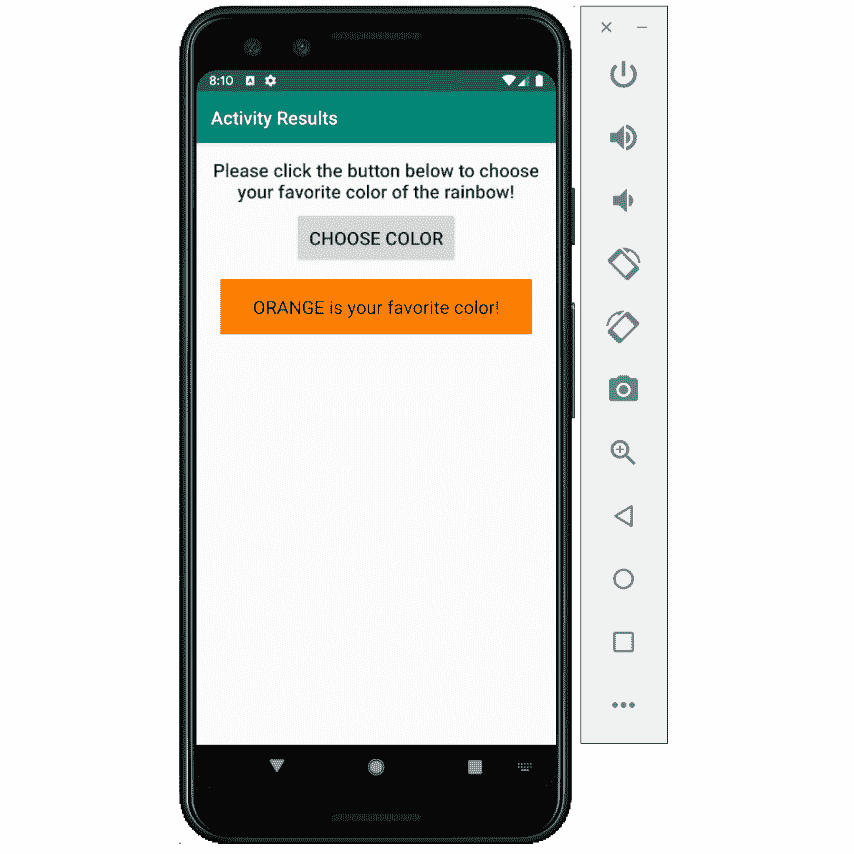 8:10
Activity Results
Please click the button below to choose
your favorite color of the rainbow!
CHOOSE COLOR
ORANGE is your favorite color!